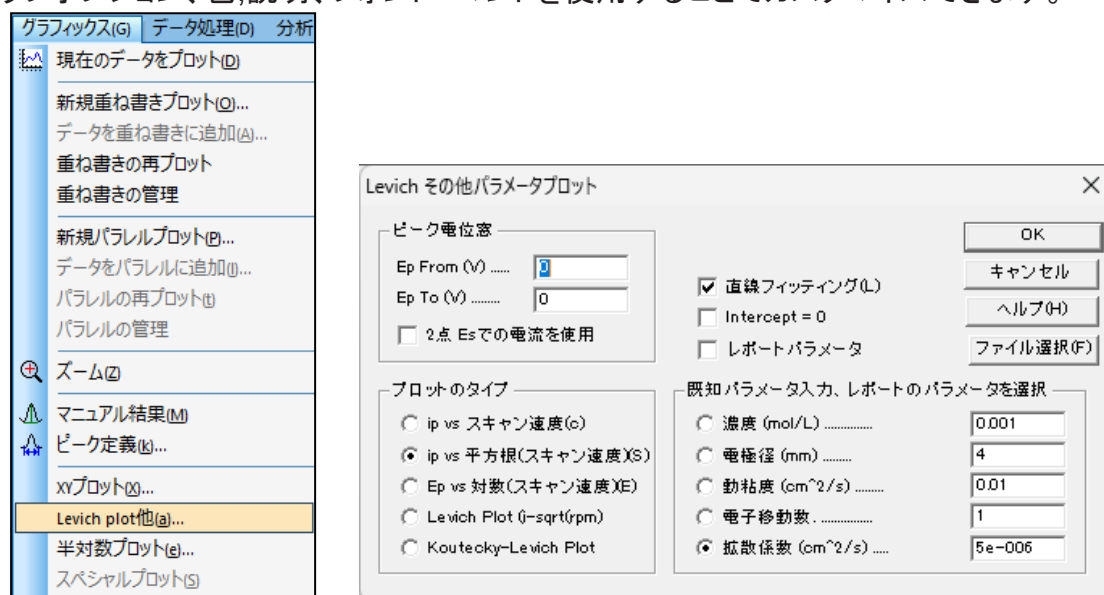 グラフィックス(G) データ処理(D) 分析
現在のデータをプロット(D)
新規重ね書きプロット(O)...
データを重ね書きに追加(A)...
重ね書きの再プロット
重ね書きの管理
新規パラレルプロット(P)...
データをパラレルに追加(I)...
パラレルの再プロット(t)
パラレルの管理
ズーム(Z)
マニュアル結果(M)
ピーク定義(k)...
XYプロット(X)...
Levich plot他(a)...
半対数プロット(e)...
スペシャルプロット(S)
Levich その他パラメータプロット
ピーク電位窓
Ep From (V) ...... 0
Ep To (V) ......... 0
2点 Esでの電流を使用
直線フィッティング(L)
Intercept = 0
レポートパラメータ
OK
キャンセル
ヘルプ(H)
ファイル選択(F)
プロットのタイプ
ip vs スキャン速度(c)
ip vs 平方根(スキャン速度)(S)
Ep vs 対数(スキャン速度)(E)
Levich Plot (i-sqrt(rpm)
Koutecky-Levich Plot
既知パラメータ入力、レポートのパラメータを選択
濃度 (mol/L) .............. 0.001
電極径 (mm) ......... 4
動粘度 (cm^2/s) ........ 0.01
電子移動数. ............... 1
拡散係数 (cm^2/s) ..... 5e-006